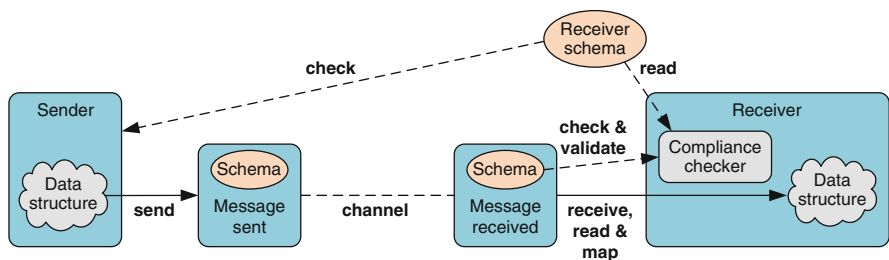 Receiver
schema
check
read
Sender
Receiver
check &
validate
Compliance
checker
Schema
Schema
Data
structure
send
Message
sent
channel
Message
received
receive,
read &
map
Data
structure